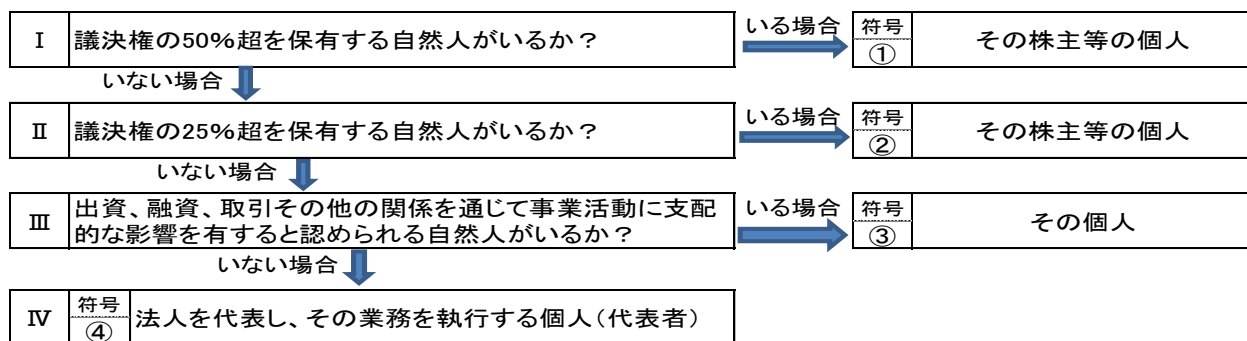 Ⅰ 議決権の50%超を保有する自然人がいるか？ いる場合 符号 ① その株主等の個人
いない場合
Ⅱ 議決権の25%超を保有する自然人がいるか？ いる場合 符号 ② その株主等の個人
いない場合
Ⅲ 出資、融資、取引その他の関係を通じて事業活動に支配
的な影響を有すると認められる自然人がいるか？ いる場合 符号 ③ その個人
いない場合
Ⅳ 符号 ④ 法人を代表し、その業務を執行する個人（代表者）